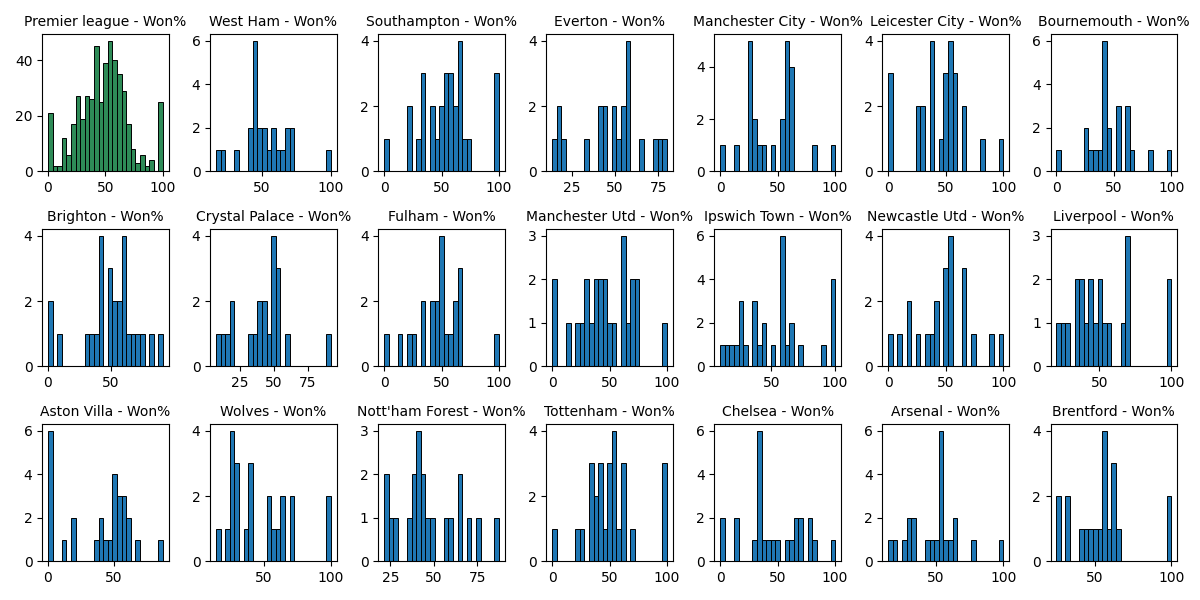 Premier league - Won% West Ham - Won% Southampton - Won% Everton - Won% Manchester City - Won% Leicester City - Won% Bournemouth - Won%
40 6 4 4 4 4 6
20 4 2 2 2 2 4
2
0 0 0 0 0 0 0
0 50 100 50 100 0 50 100 25 50 75 0 50 100 0 50 100 0 50 100
Brighton - Won% Crystal Palace - Won% Fulham - Won% Manchester Utd - Won% Ipswich Town - Won% Newcastle Utd - Won% Liverpool - Won%
4 4 4 3 6 4 3
2 2 2 2 4 2 2
1 2 1
0 0 0 0 0 0 0
0 50 25 50 75 0 50 100 0 50 100 50 100 0 50 100 50 100
Aston Villa - Won% Wolves - Won% Nott'ham Forest - Won% Tottenham - Won% Chelsea - Won% Arsenal - Won% Brentford - Won%
6 4 3 4 6 6 4
4 2 2 2 4 4 2
2 1 2 2
0 0 0 0 0 0 0
0 50 50 100 25 50 75 0 50 100 0 50 100 50 100 50 100